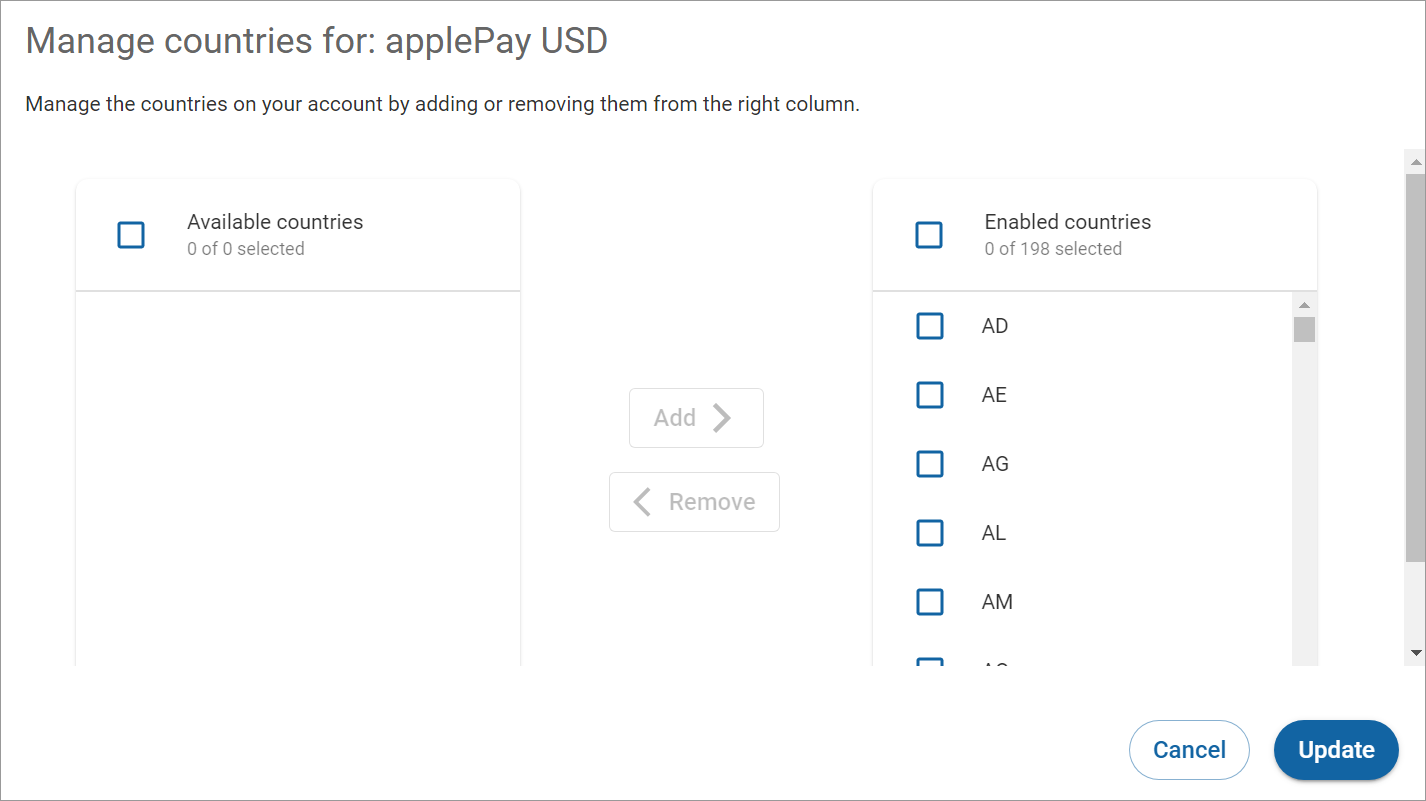 Manage countries for: applePay USD
Manage the countries on your account by adding or removing them from the right column.
Available countries
0 of 0 selected
Add
Remove
Enabled countries
0 of 198 selected
AD
AE
AG
AL
AM
Cancel
Update